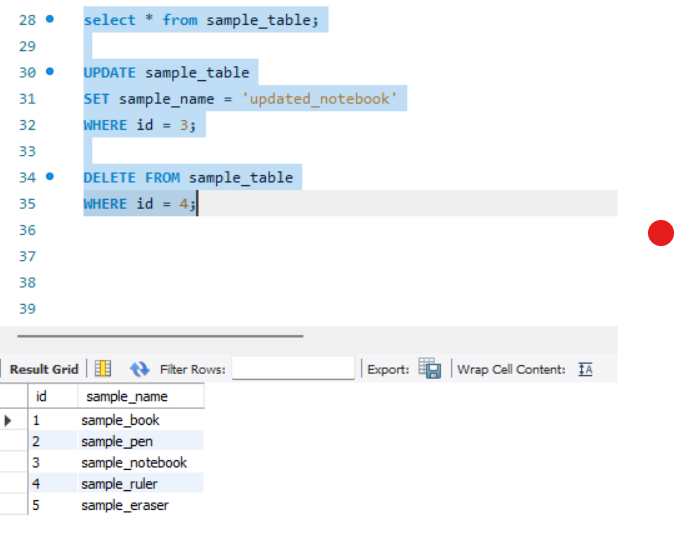 28 select * from sample_table;
29
30 UPDATE sample_table
31 SET sample_name = 'updated_notebook'
32 WHERE id = 3;
33
34 DELETE FROM sample_table
35 WHERE id = 4;
36
37
38
39
Result Grid Filter Rows: Export: Wrap Cell Content: IA
id sample_name
1 sample_book
2 sample_pen
3 sample_notebook
4 sample_ruler
5 sample_eraser